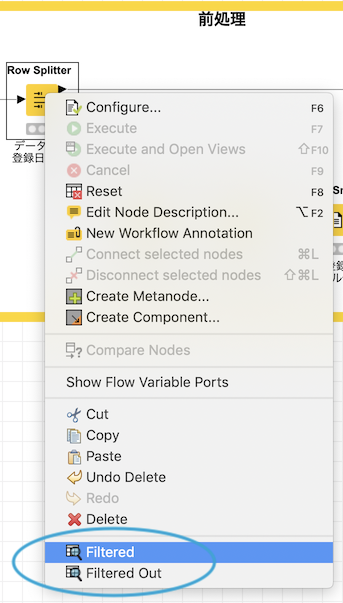 前処理
Row Splitter
データ
登録日
Configure... F6
Execute F7
Execute and Open Views ⇧F10
Cancel F9
Reset F8
Edit Node Description... ⌥F2
New Workflow Annotation
Connect selected nodes ⌘L
Disconnect selected nodes ⇧⌘L
Create Metanode...
Create Component...
Compare Nodes
Show Flow Variable Ports
Cut
Copy
Paste
Undo Delete
Redo
Delete
Filtered
Filtered Out